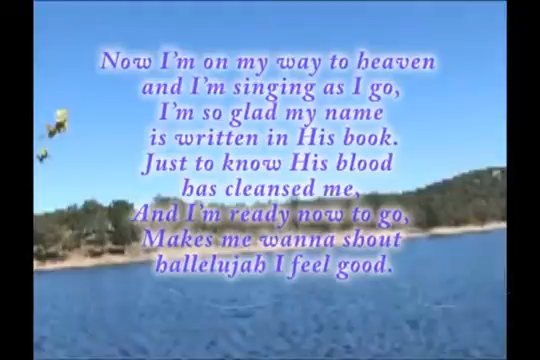 Now I'm on my way to heaven
and I'm singing as I go,
I'm so glad my name
is written in His book.
Just to know His blood
has cleansed me,
And I'm ready now to go,
Makes me wanna shout
hallelujah I feel good.